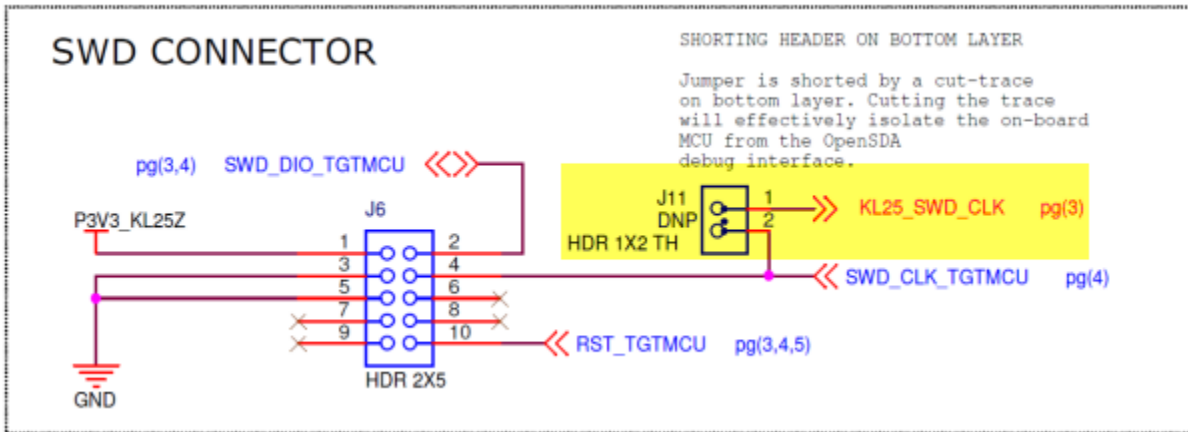 SWD CONNECTOR
SHORTING HEADER ON BOTTOM LAYER
Jumper is shorted by a cut-trace
on bottom layer. Cutting the trace
will effectively isolate the on-board
MCU from the OpenSDA
debug interface.
pg(3,4) SWD_DIO_TGTMCU
J11
DNP
HDR 1X2 TH
1
2
KL25_SWD_CLK pg(3)
P3V3_KL25Z
J6
1 2
3 4
5 6
7 8
9 10
SWD_CLK_TGTMCU pg(4)
RST_TGTMCU pg(3,4,5)
HDR 2X5
GND